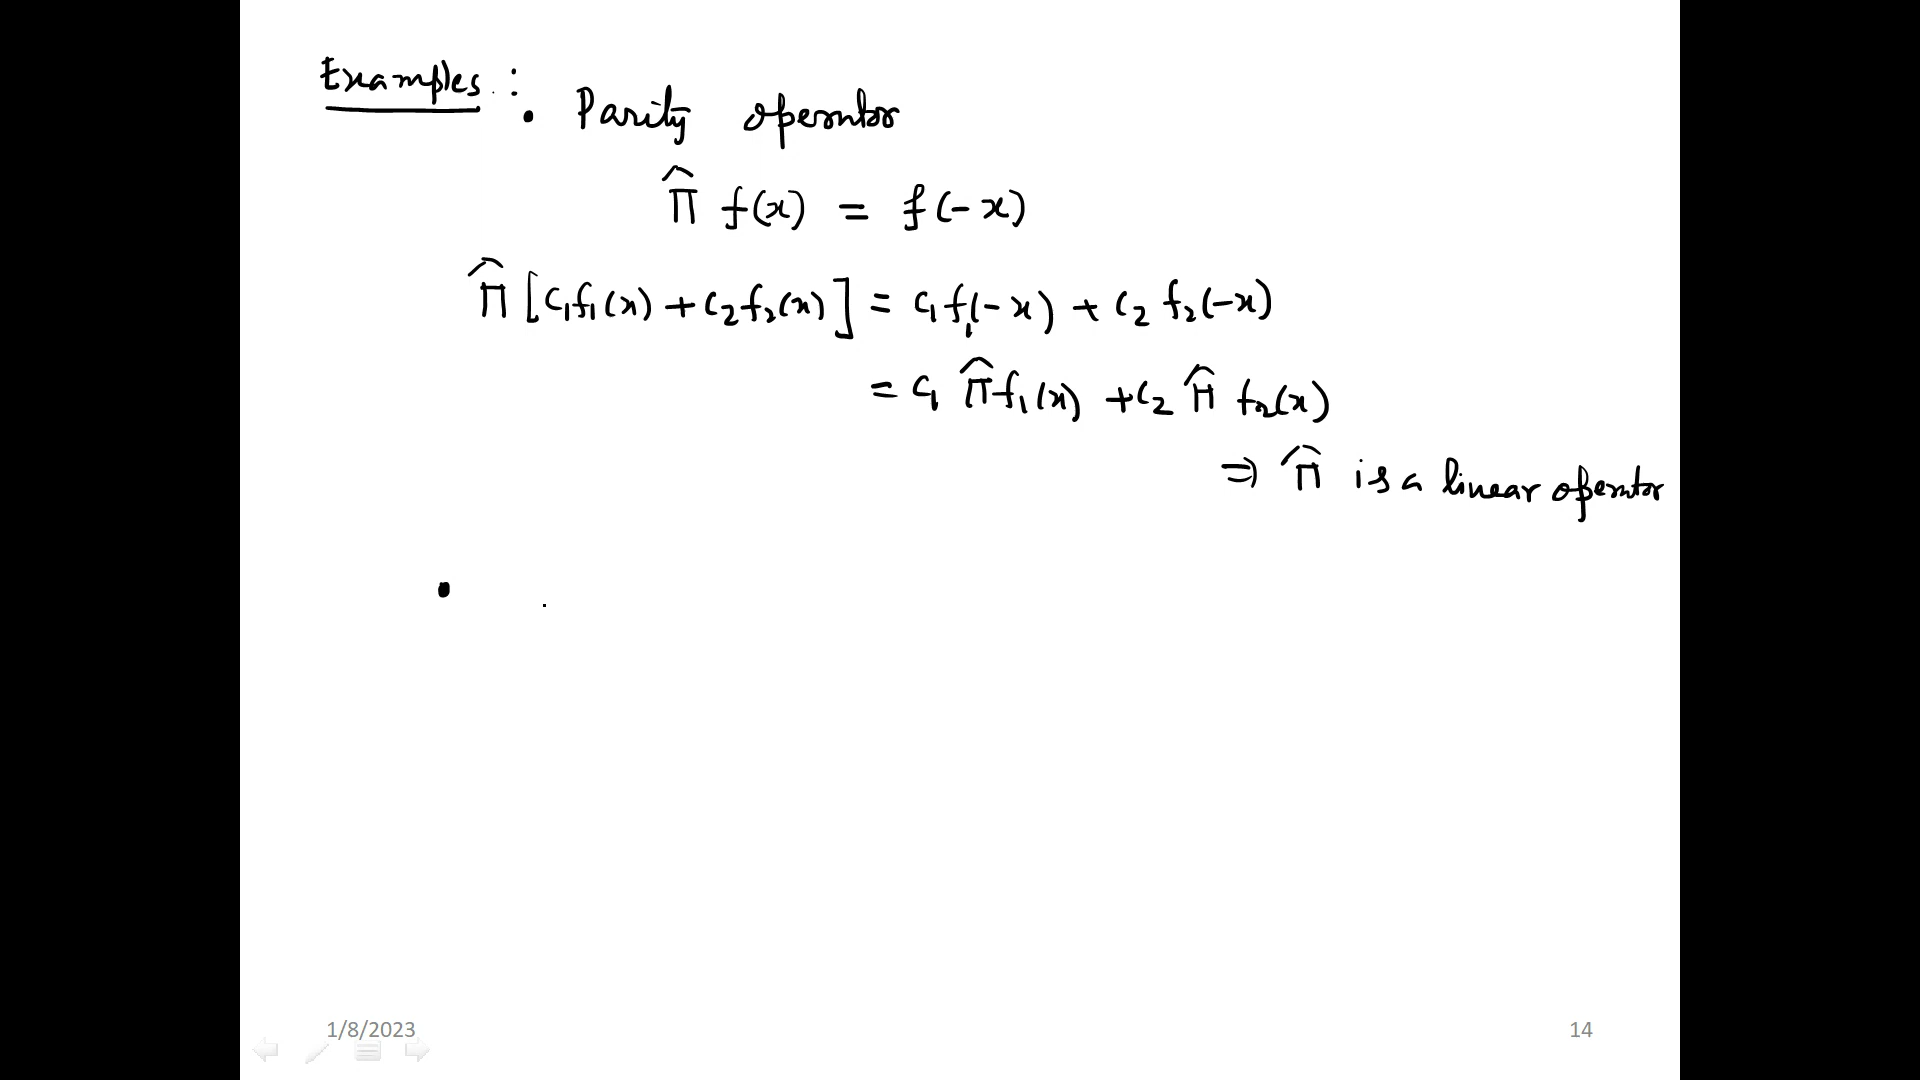 Examples :
• Parity operator
Π̂ f(x) = f(-x)
Π̂ [c₁f₁(x) + c₂f₂(x)] = c₁f₁(-x) + c₂ f₂(-x)
= c₁ Π̂ f₁(x) + c₂ Π̂ f₂(x)
⇒ Π̂ is a linear operator
•
1/8/2023
14